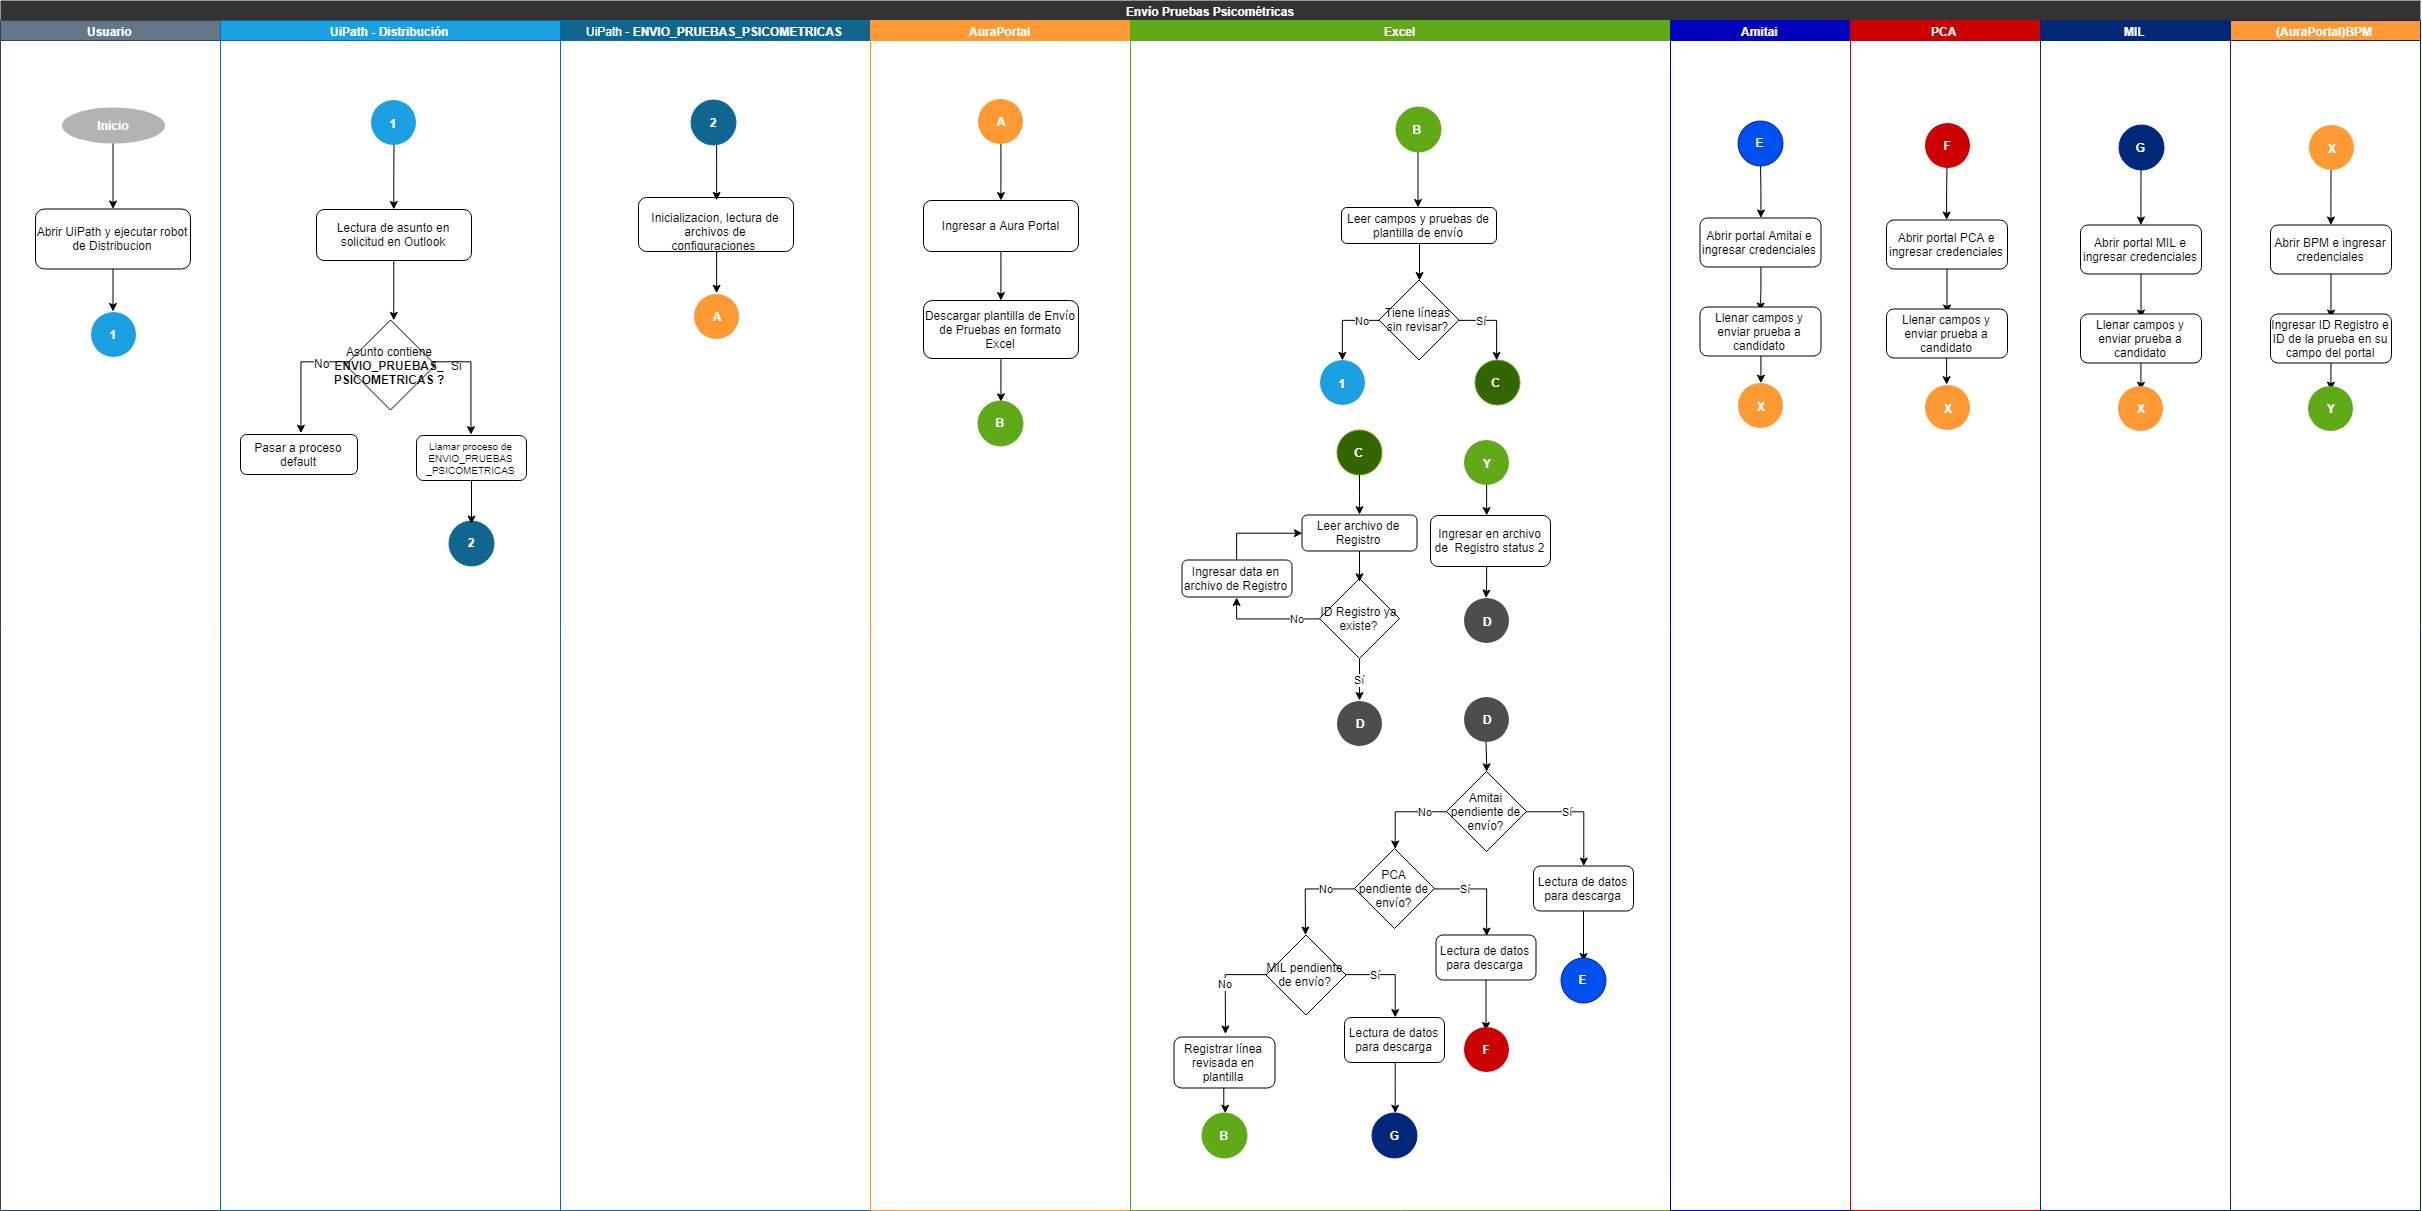 Envío Pruebas Psicométricas
Usuario
UiPath - Distribución
UiPath - ENVIO_PRUEBAS_PSICOMETRICAS
AuraPortal
Excel
Amitai
PCA
MIL
(AuraPortal)BPM
Inicio
Abrir UiPath y ejecutar robot
de Distribucion
1
1
Lectura de asunto en
solicitud en Outlook
Asunto contiene
ENVIO_PRUEBAS_
PSICOMETRICAS ?
No
Si
Pasar a proceso
default
Llamar proceso de
ENVIO_PRUEBAS
_PSICOMETRICAS
2
2
Inicializacion, lectura de
archivos de
configuraciones
A
A
Ingresar a Aura Portal
Descargar plantilla de Envío
de Pruebas en formato
Excel
B
B
Leer campos y pruebas de
plantilla de envío
Tiene líneas
sin revisar?
No
Sí
1
C
C
Leer archivo de
Registro
Ingresar data en
archivo de Registro
ID Registro ya
existe?
No
Sí
D
Y
Ingresar en archivo
de  Registro status 2
D
D
Amitai
pendiente de
envío?
No
Sí
PCA
pendiente de
envío?
No
Sí
Lectura de datos
para descarga
E
MIL pendiente
de envío?
No
Sí
Lectura de datos
para descarga
F
Registrar línea
revisada en
plantilla
B
Lectura de datos
para descarga
G
E
Abrir portal Amitai e
ingresar credenciales
Llenar campos y
enviar prueba a
candidato
X
F
Abrir portal PCA e
ingresar credenciales
Llenar campos y
enviar prueba a
candidato
X
G
Abrir portal MIL e
ingresar credenciales
Llenar campos y
enviar prueba a
candidato
X
X
Abrir BPM e ingresar
credenciales
Ingresar ID Registro e
ID de la prueba en su
campo del portal
Y